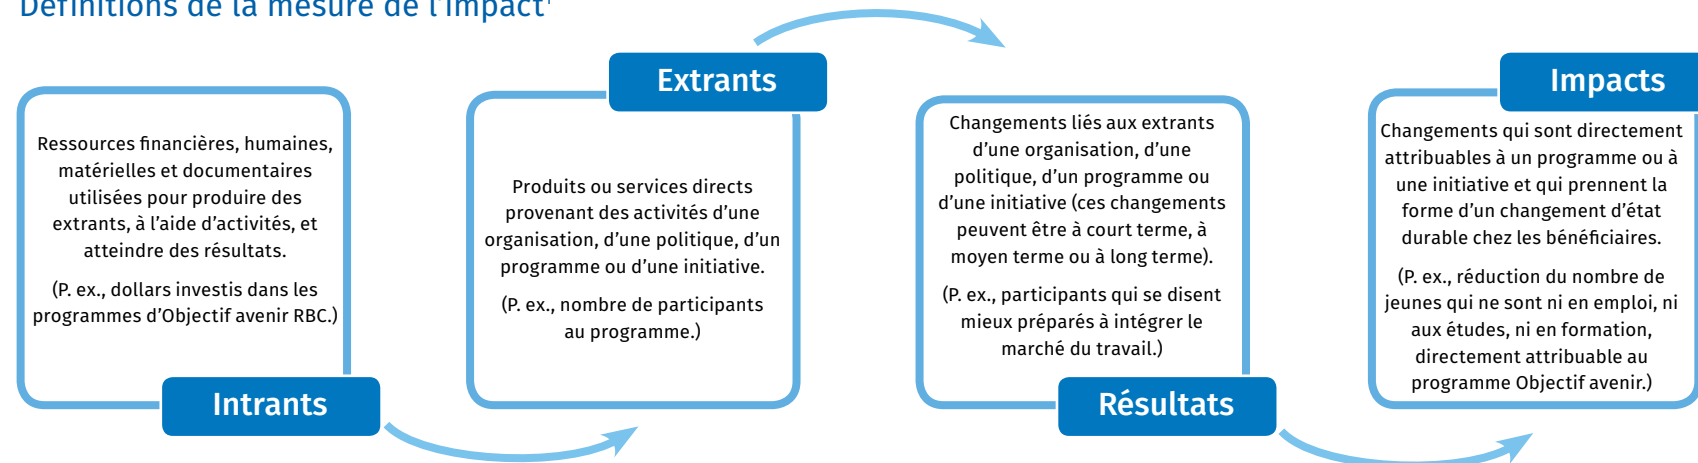 Définitions de la mesure de l'impact¹
Ressources financières, humaines,
matérielles et documentaires
utilisées pour produire des
extrants, à l'aide d'activités, et
atteindre des résultats.
(P. ex., dollars investis dans les
programmes d'Objectif avenir RBC.)
Intrants
Extrants
Produits ou services directs
provenant des activités d'une
organisation, d'une politique, d'un
programme ou d'une initiative.
(P. ex., nombre de participants
au programme.)
Changements liés aux extrants
d'une organisation, d'une
politique, d'un programme ou
d'une initiative (ces changements
peuvent être à court terme, à
moyen terme ou à long terme).
(P. ex., participants qui se disent
mieux préparés à intégrer le
marché du travail.)
Résultats
Impacts
Changements qui sont directement
attribuables à un programme ou à
une initiative et qui prennent la
forme d'un changement d'état
durable chez les bénéficiaires.
(P. ex., réduction du nombre de
jeunes qui ne sont ni en emploi, ni
aux études, ni en formation,
directement attribuable au
programme Objectif avenir.)